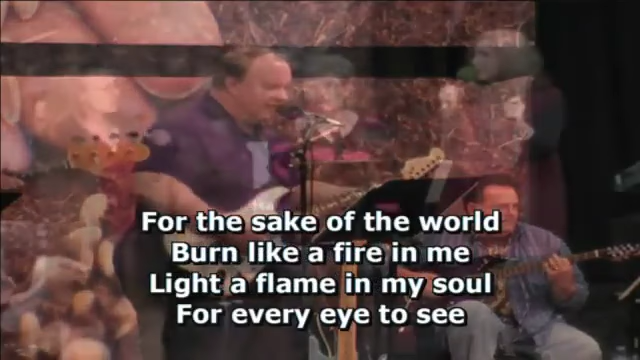 For the sake of the world
Burn like a fire in me
Light a flame in my soul
For every eye to see